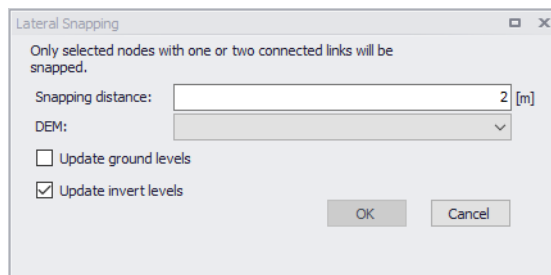 Lateral Snapping
Only selected nodes with one or two connected links will be
snapped.
Snapping distance: 2 [m]
DEM:
Update ground levels
Update invert levels
OK Cancel